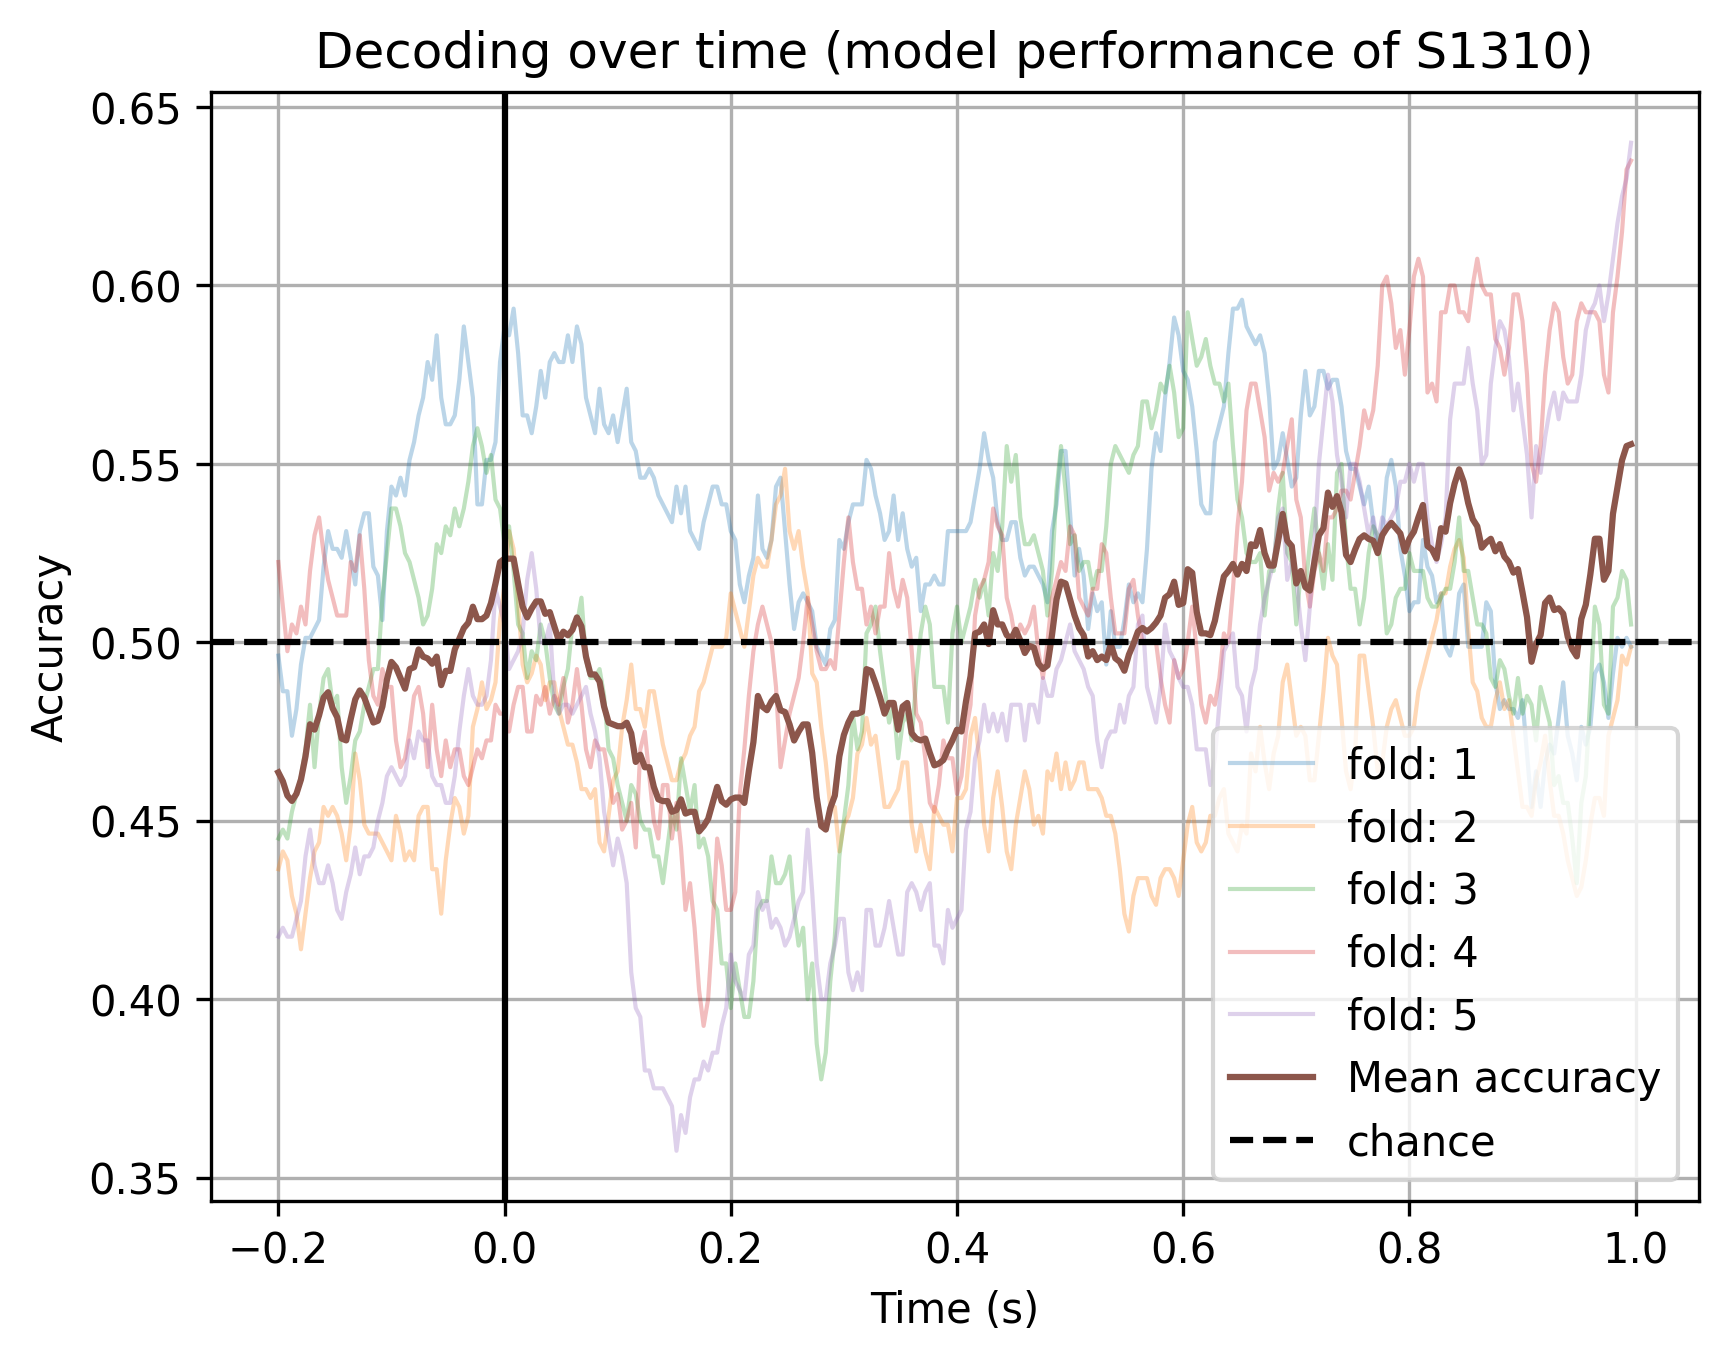 Decoding over time (model performance of S1310)
Accuracy
0.65
0.60
0.55
0.50
0.45
0.40
0.35
−0.2
0.0
0.2
0.4
0.6
0.8
1.0
Time (s)
fold: 1
fold: 2
fold: 3
fold: 4
fold: 5
Mean accuracy
chance